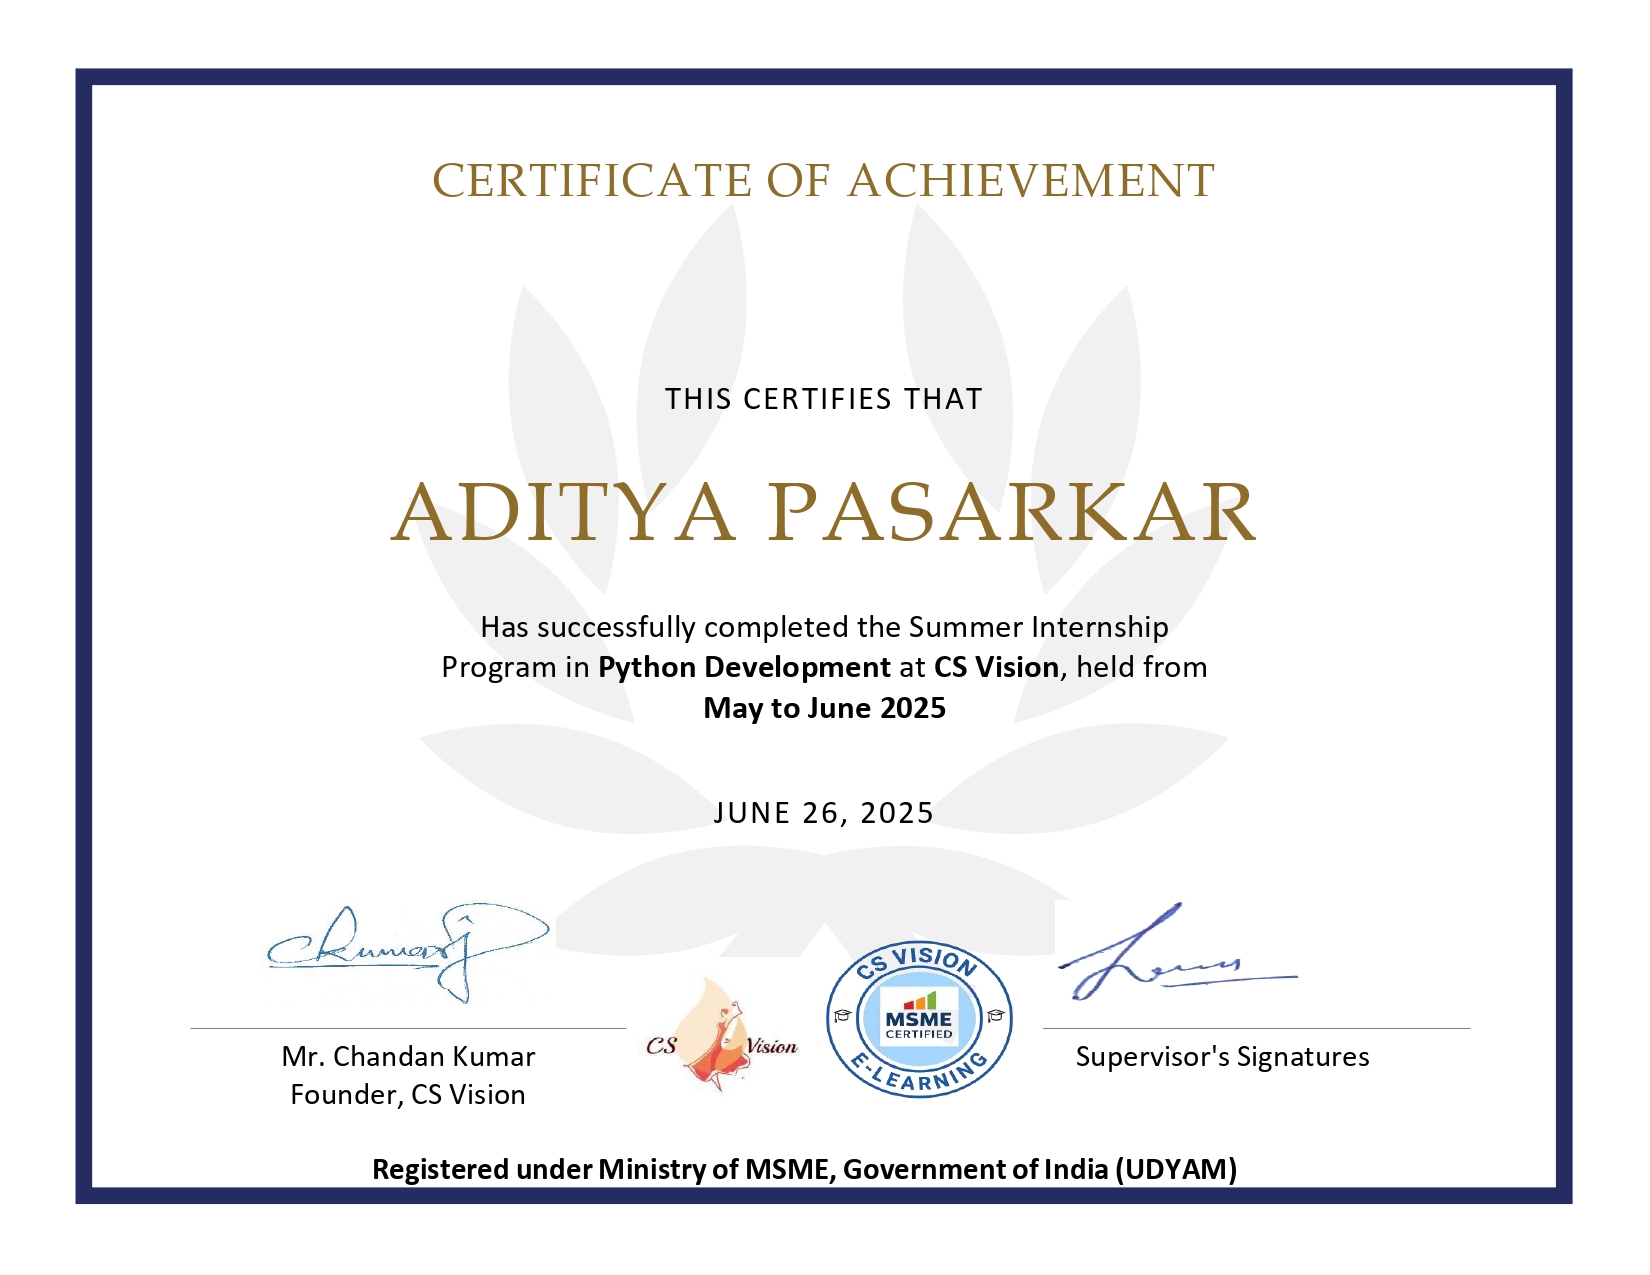 CERTIFICATE OF ACHIEVEMENT
THIS CERTIFIES THAT
ADITYA PASARKAR
Has successfully completed the Summer Internship
Program in Python Development at CS Vision, held from
May to June 2025
JUNE 26, 2025
Mr. Chandan Kumar
Founder, CS Vision
CS Vision
CS VISION
MSME
CERTIFIED
E-LEARNING
Supervisor's Signatures
Registered under Ministry of MSME, Government of India (UDYAM)